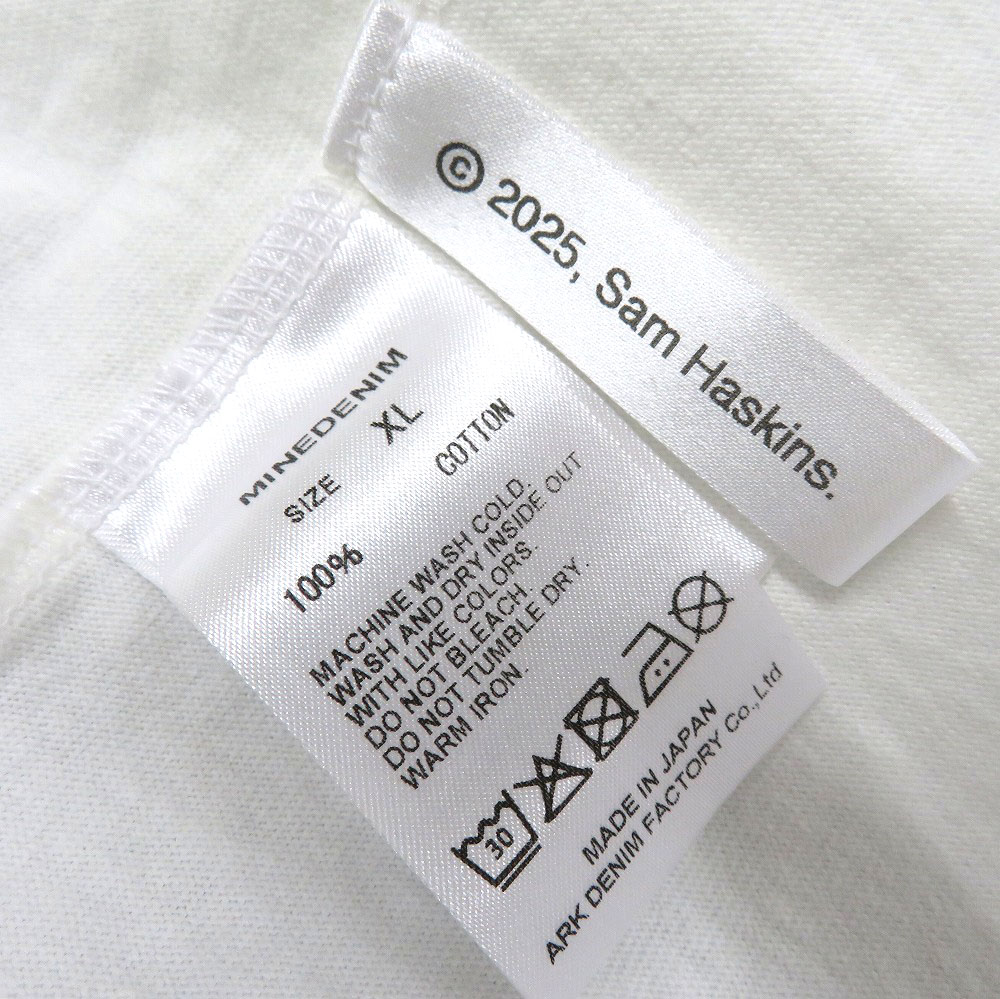 © 2025, Sam Haskins.
MINEDENIM
SIZE XL
100% COTTON
MACHINE WASH COLD.
WASH AND DRY INSIDE OUT
WITH LIKE COLORS.
DO NOT BLEACH
DO NOT TUMBLE DRY.
WARM IRON.
30
MADE IN JAPAN
ARK DENIM FACTORY Co.,Ltd